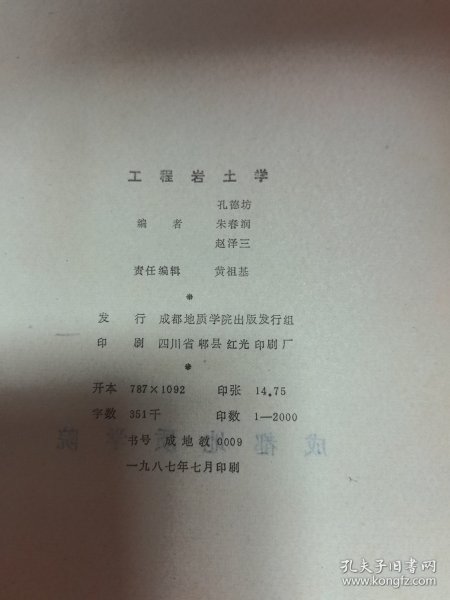 工程岩土学
孔德坊
编 者 朱春润
赵泽三
责任编辑 黄祖基
*
发 行 成都地质学院出版发行组
印 刷 四川省郫县红光印刷厂
*
开本 787×1092 印张 14.75
字数 351千 印数 1—2000
书号 成地教0009
一九八七年七月印刷
成都地质学院
孔夫子旧书网
www.kongfz.com